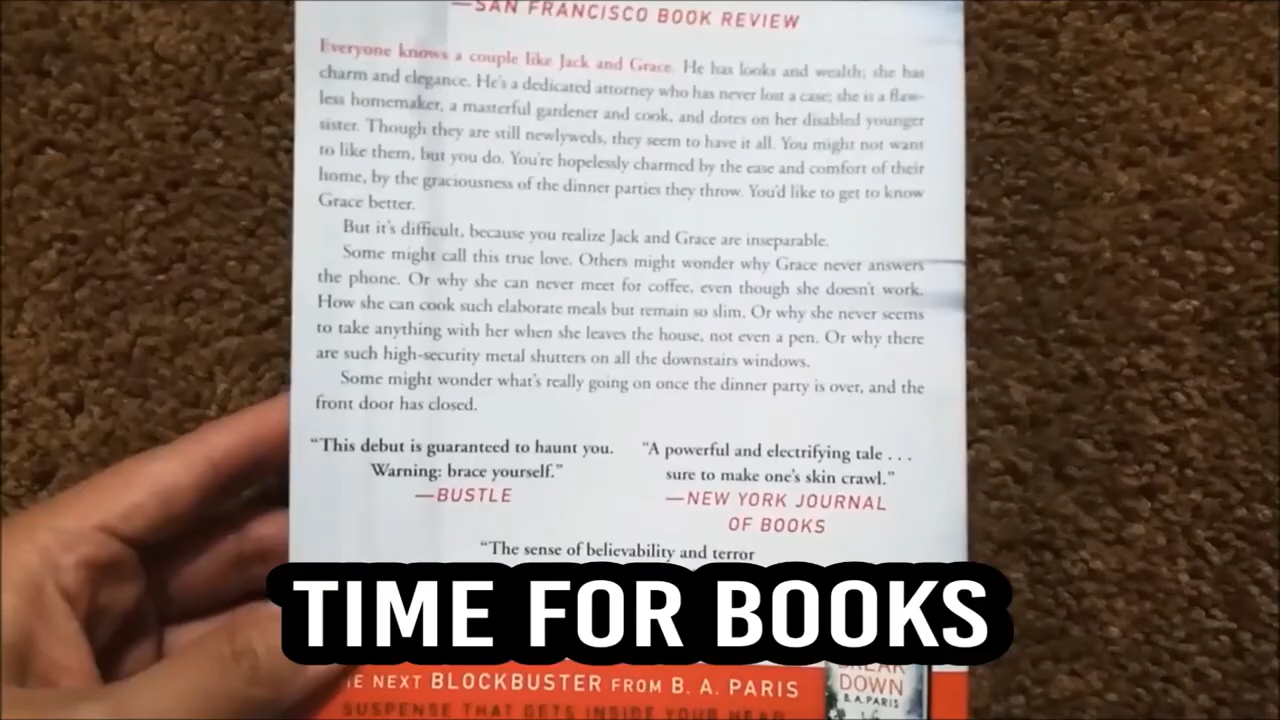 —SAN FRANCISCO BOOK REVIEW
Everyone knows a couple like Jack and Grace. He has looks and wealth; she has
charm and elegance. He's a dedicated attorney who has never lost a case; she is a flaw-
less homemaker, a masterful gardener and cook, and dotes on her disabled younger
sister. Though they are still newlyweds, they seem to have it all. You might not want
to like them, but you do. You're hopelessly charmed by the ease and comfort of their
home, by the graciousness of the dinner parties they throw. You'd like to get to know
Grace better.
But it's difficult, because you realize Jack and Grace are inseparable.
Some might call this true love. Others might wonder why Grace never answers
the phone. Or why she can never meet for coffee, even though she doesn't work.
How she can cook such elaborate meals but remain so slim. Or why she never seems
to take anything with her when she leaves the house, not even a pen. Or why there
are such high-security metal shutters on all the downstairs windows.
Some might wonder what's really going on once the dinner party is over, and the
front door has closed.
"This debut is guaranteed to haunt you.
Warning: brace yourself."
—BUSTLE
"A powerful and electrifying tale . . .
sure to make one's skin crawl."
—NEW YORK JOURNAL
OF BOOKS
"The sense of believability and terror
TIME FOR BOOKS
NEXT BLOCKBUSTER FROM B. A. PARIS
SUSPENSE THAT GETS INSIDE YOUR HEAD
BREAK
DOWN
B. A. PARIS